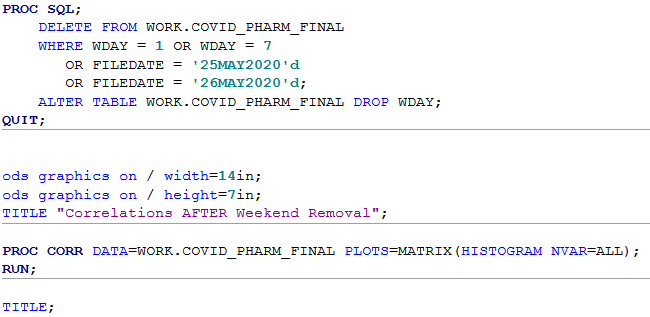 PROC SQL;
    DELETE FROM WORK.COVID_PHARM_FINAL
    WHERE WDAY = 1 OR WDAY = 7
       OR FILEDATE = '25MAY2020'd
       OR FILEDATE = '26MAY2020'd;
    ALTER TABLE WORK.COVID_PHARM_FINAL DROP WDAY;
QUIT;
ods graphics on / width=14in;
ods graphics on / height=7in;
TITLE "Correlations AFTER Weekend Removal";
PROC CORR DATA=WORK.COVID_PHARM_FINAL PLOTS=MATRIX(HISTOGRAM NVAR=ALL);
RUN;
TITLE;